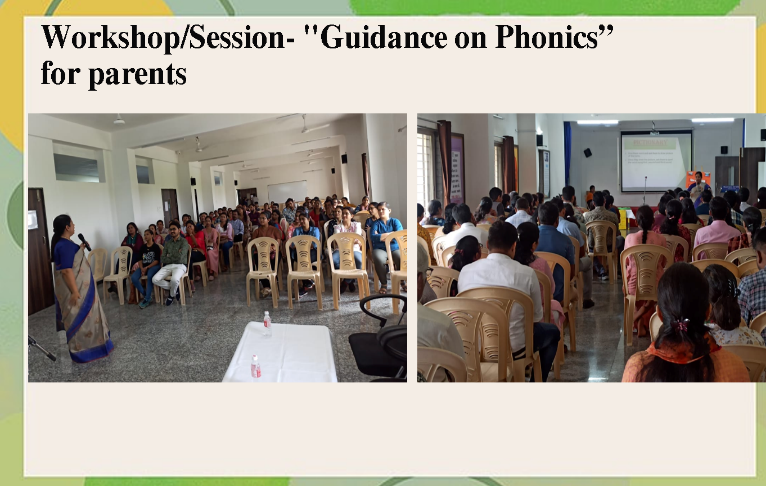 Workshop/Session- "Guidance on Phonics”
for parents